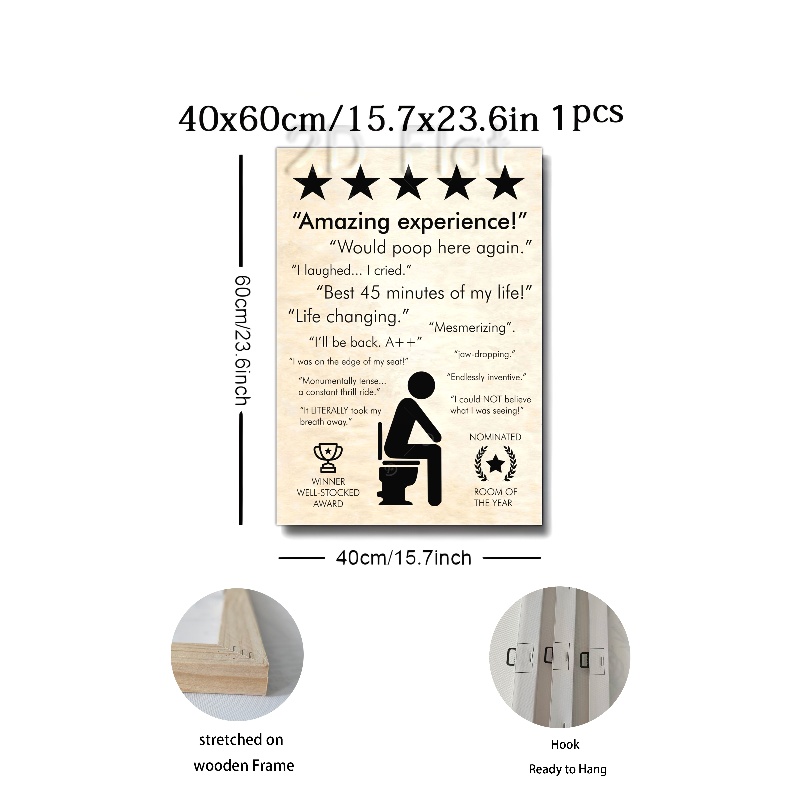 40x60cm/15.7x23.6in 1pcs
2D Flat
★★★★★
“Amazing experience!”
“Would poop here again.”
“I laughed... I cried.”
“Best 45 minutes of my life!”
“Life changing.”
“Mesmerizing”.
“I’ll be back. A++”
“Jaw-dropping.”
“I was on the edge of my seat!”
“Endlessly inventive.”
“Monumentally tense...
a constant thrill ride.”
“I could NOT believe
what I was seeing!”
“It LITERALLY took my
breath away.”
WINNER
WELL-STOCKED
AWARD
NOMINATED
ROOM OF
THE YEAR
60cm/23.6inch
40cm/15.7inch
stretched on
wooden Frame
Hook
Ready to Hang